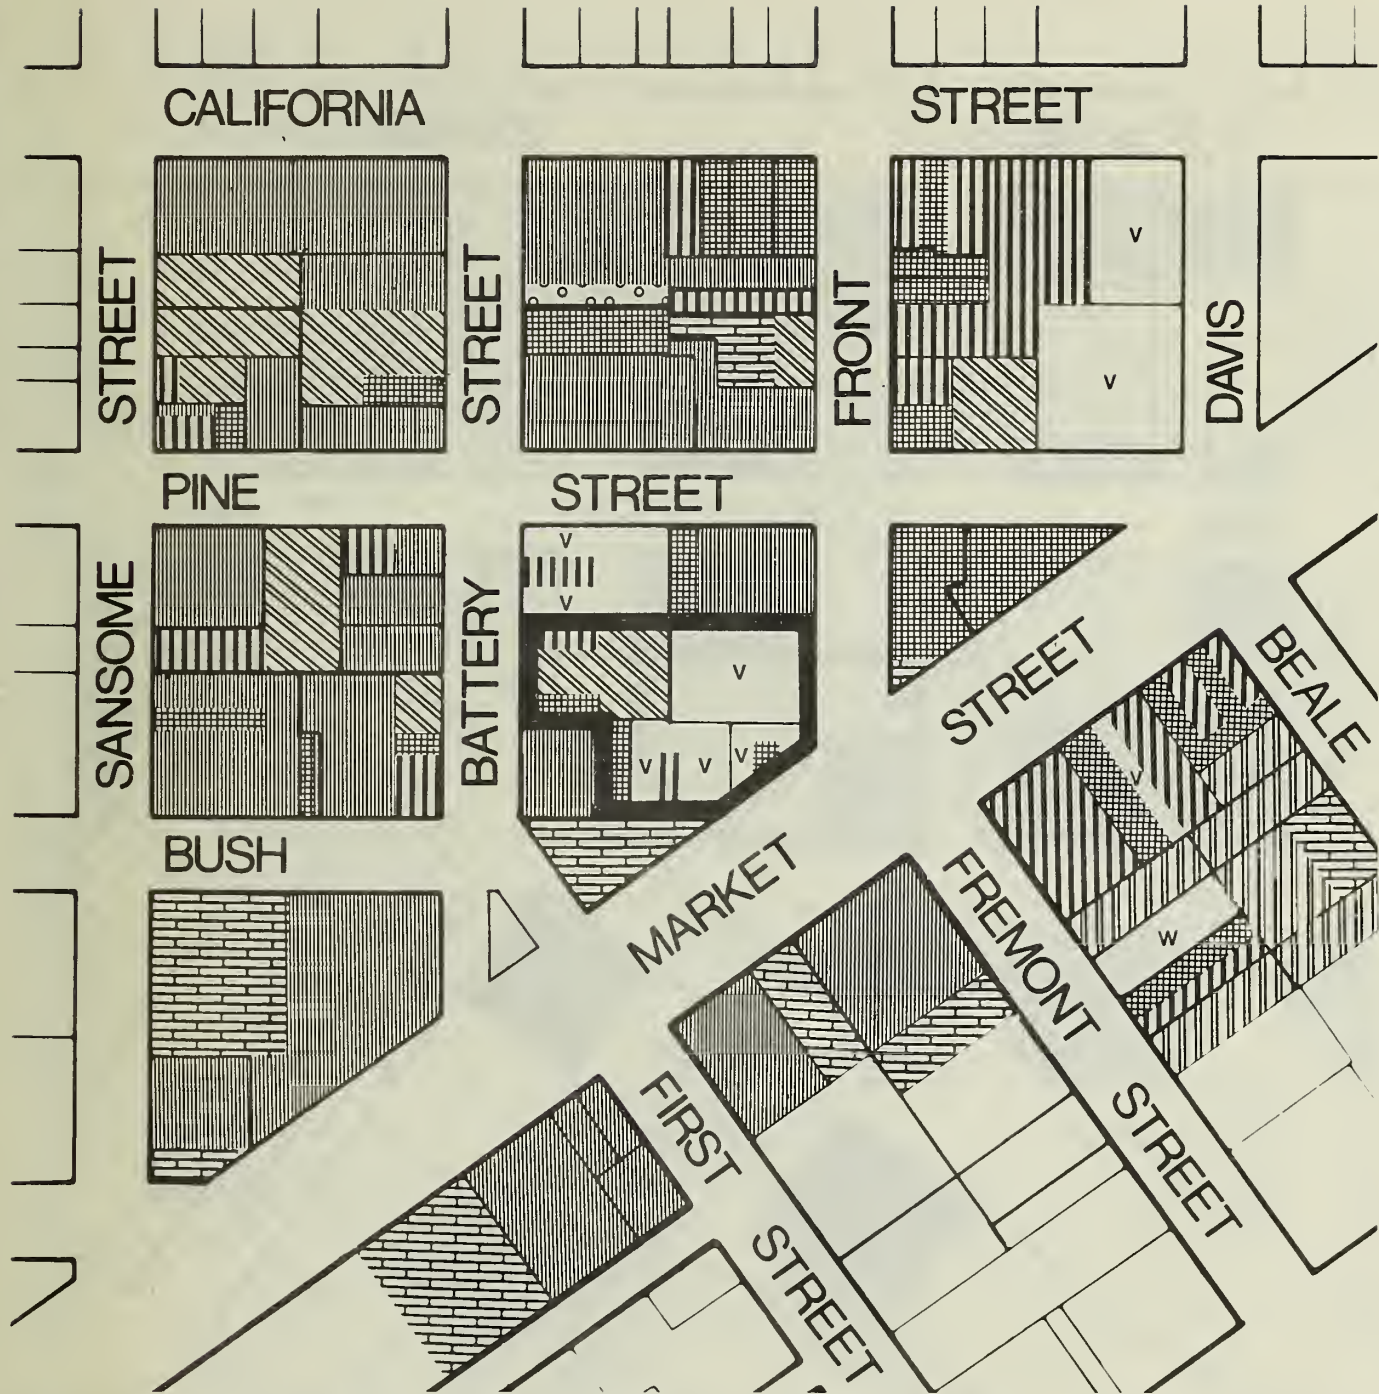 CALIFORNIA STREET
V
STREET
STREET
FRONT
DAVIS
V
PINE STREET
SANSOME
BATTERY
V
V
V
V
V
V
STREET
BEALE
V
BUSH
MARKET
FREMONT
W
FIRST
STREET
STREET